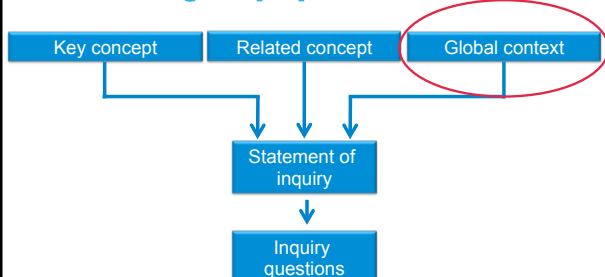 Key concept
Related concept
Global context
Statement of
inquiry
Inquiry
questions